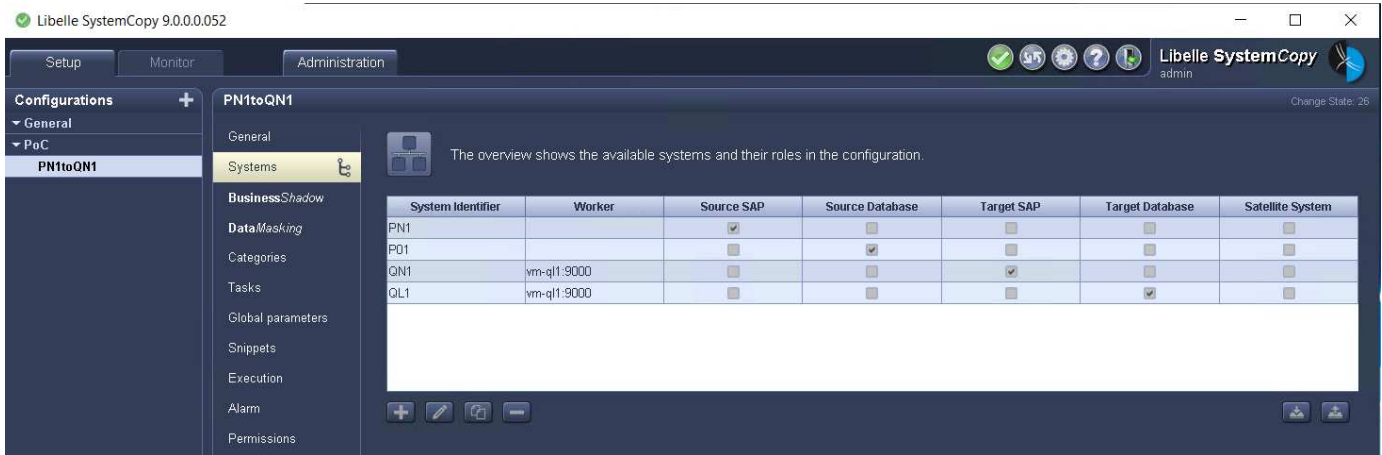 Libelle SystemCopy 9.0.0.0.052
Setup Monitor Administration
Libelle SystemCopy
admin
Configurations
General
PoC
PN1toQN1
PN1toQN1 Change State: 26
General
Systems
BusinessShadow
DataMasking
Categories
Tasks
Global parameters
Snippets
Execution
Alarm
Permissions
The overview shows the available systems and their roles in the configuration.
System Identifier Worker Source SAP Source Database Target SAP Target Database Satellite System
PN1
P01
QN1 vm-ql1:9000
QL1 vm-ql1:9000